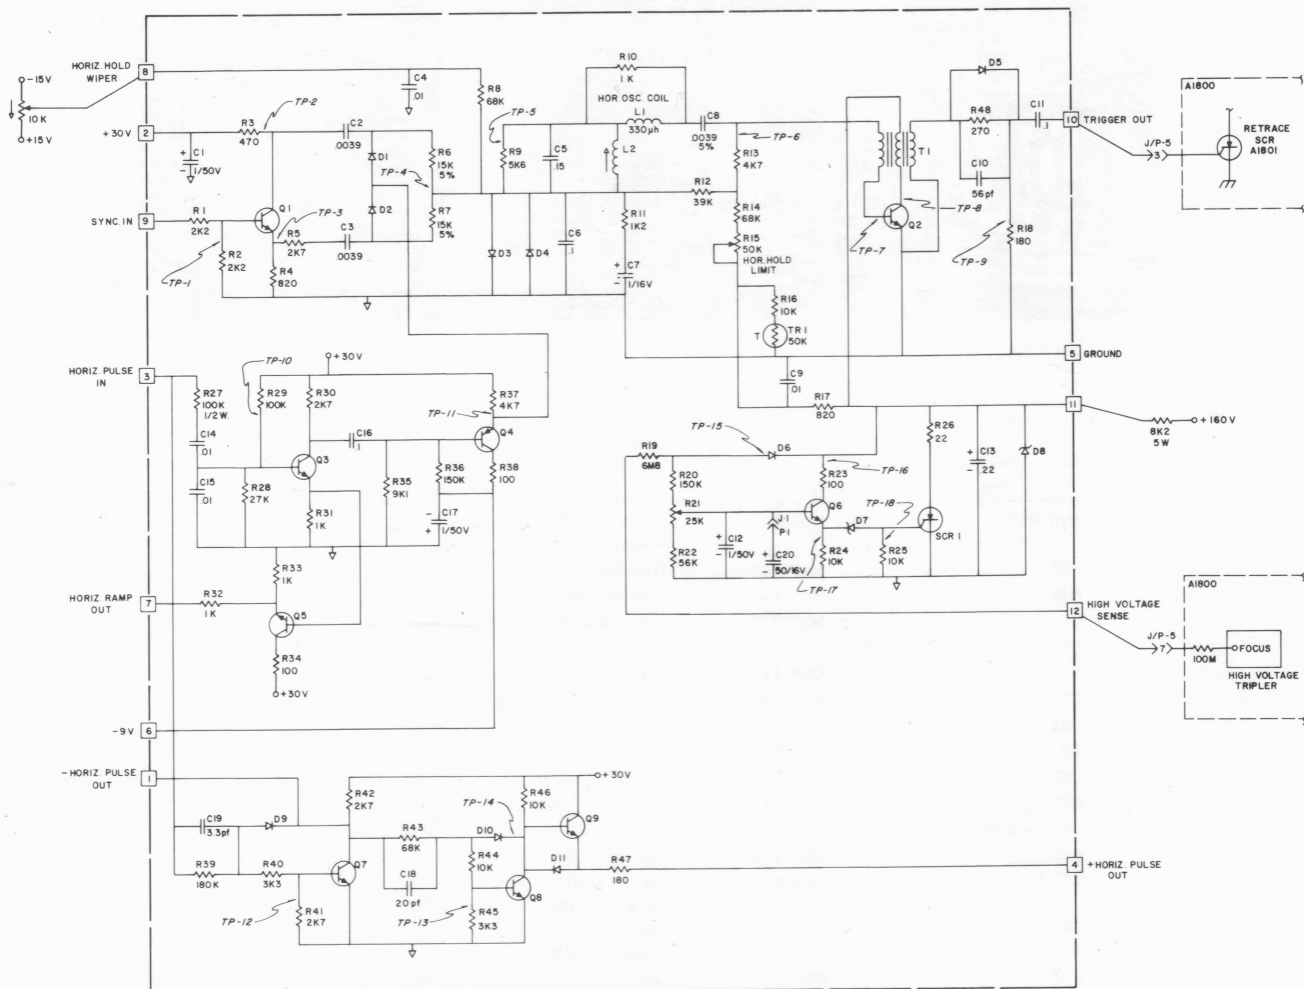 HORIZ. HOLD
WIPER
8
-15V
10 K
+15V
+30V
2
SYNC. IN
9
R1
2K2
R2
2K2
TP-1
C1
1/50V
R3
470
TP-2
Q1
TP-3
R5
2K7
R4
820
C2
.0039
C3
.0039
D1
D2
C4
.01
R8
68K
R6
15K
5%
TP-4
R7
15K
5%
TP-5
R9
5K6
C5
.15
R10
1 K
HOR OSC. COIL
L1
330µh
L2
C8
.0039
5%
TP-6
R13
4K7
R12
39K
R14
68K
R15
50K
HOR. HOLD
LIMIT
R11
1K2
D3
D4
C6
.1
C7
1/16V
R16
10K
T
TR1
50K
C9
.01
R17
820
T1
TP-7
TP-8
Q2
D5
R48
270
C10
56pf
C11
.1
TP-9
R18
180
10
TRIGGER OUT
J/P-5
3
A1800
RETRACE
SCR
A1801
5
GROUND
11
8K2
5W
+160V
HORIZ. PULSE
IN
3
R27
100K
1/2W.
C14
.01
C15
.01
TP-10
R29
100K
R28
27K
+30V
R30
2K7
Q3
R31
1K
C16
.1
R35
9K1
R36
150K
C17
1/50V
TP-11
R37
4K7
Q4
R38
100
R33
1K
HORIZ. RAMP
OUT
7
R32
1K
Q5
R34
100
+30V
-9V
6
R19
6M8
TP-15
D6
R20
150K
R21
25K
R22
56K
C12
1/50V
J-1
P-1
C20
50/16V
TP-16
R23
100
Q6
TP-17
R24
10K
D7
TP-18
R25
10K
R26
22
SCR 1
C13
.22
D8
12
HIGH VOLTAGE
SENSE
J/P-5
7
A1800
100M
FOCUS
HIGH VOLTAGE
TRIPLER
-HORIZ. PULSE
OUT
1
C19
3.3pf
D9
R39
180K
R40
3K3
TP-12
R41
2K7
R42
2K7
Q7
R43
68K
C18
20pf
TP-13
R44
10K
R45
3K3
D10
TP-14
R46
10K
+30V
Q9
Q8
D11
R47
180
4
+HORIZ. PULSE
OUT